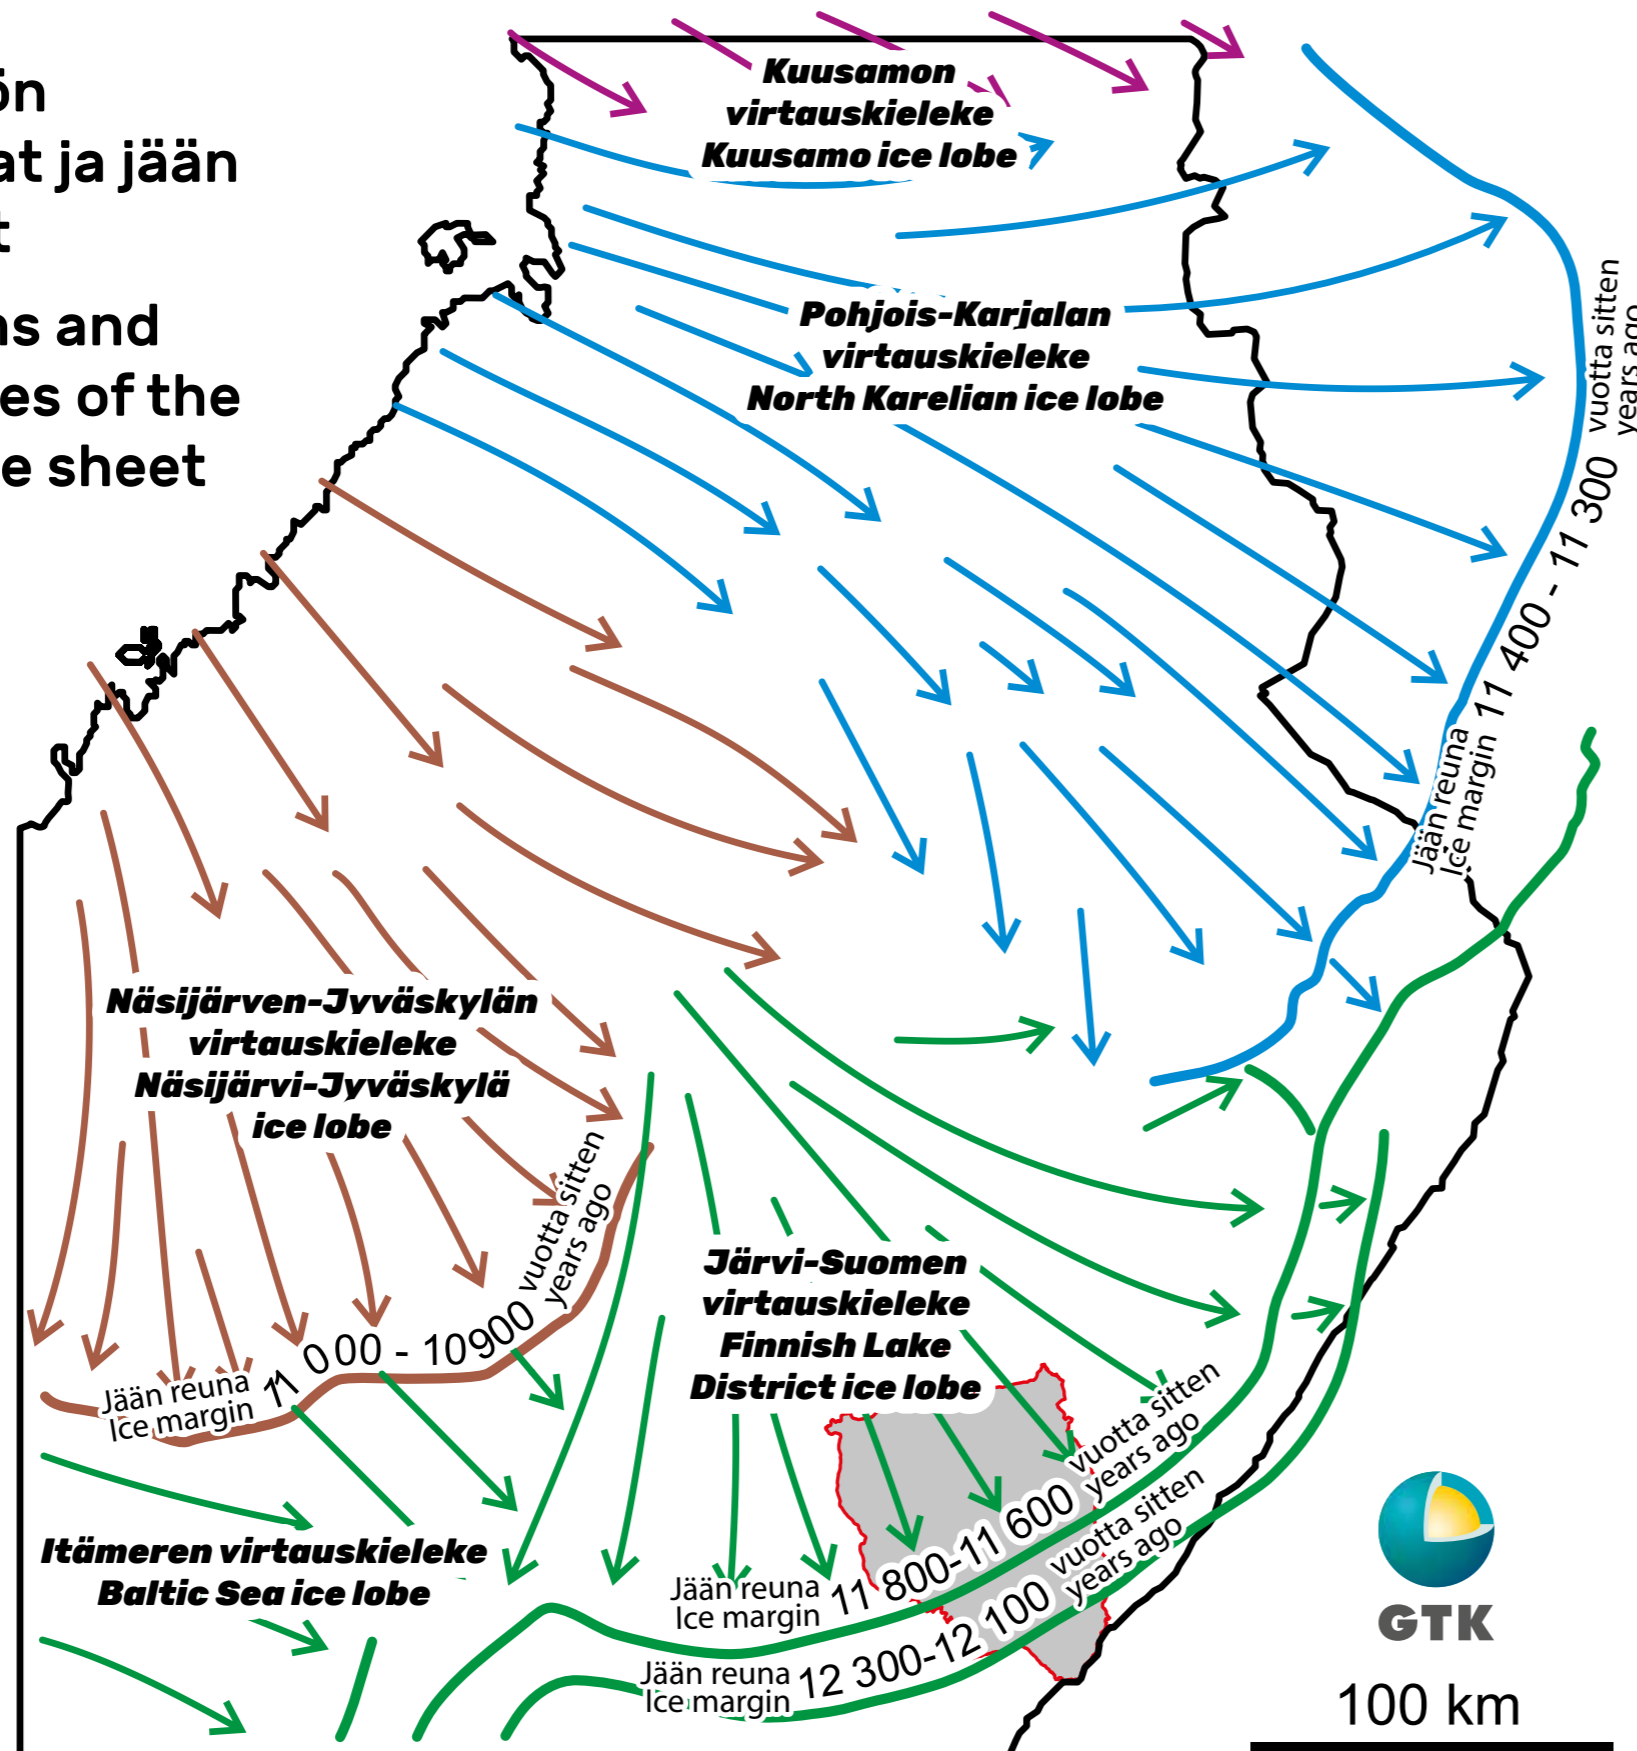 ön
at ja jään
t
ns and
es of the
e sheet
Kuusamon
virtauskieleke
Kuusamo ice lobe
Pohjois-Karjalan
virtauskieleke
North Karelian ice lobe
Jään reuna
Ice margin
11 400 - 11 300
vuotta sitten
years ago
Näsijärven-Jyväskylän
virtauskieleke
Näsijärvi-Jyväskylä
ice lobe
Jään reuna
Ice margin
11 000 - 10900
vuotta sitten
years ago
Järvi-Suomen
virtauskieleke
Finnish Lake
District ice lobe
Itämeren virtauskieleke
Baltic Sea ice lobe
Jään reuna
Ice margin
11 800-11 600
vuotta sitten
years ago
Jään reuna
Ice margin
12 300-12 100
vuotta sitten
years ago
GTK
100 km